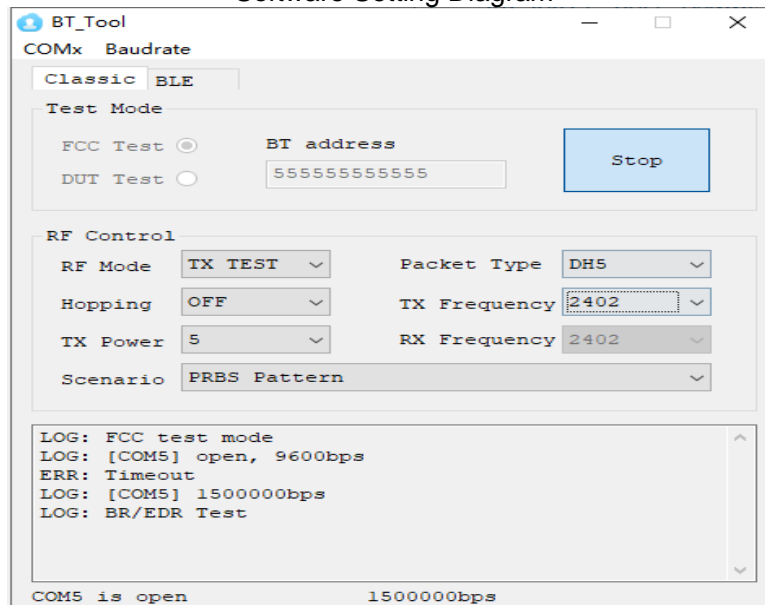 Software Setting Diagram
BT_Tool
COMx Baudrate
Classic BLE
Test Mode
FCC Test BT address
Stop
DUT Test 555555555555
RF Control
RF Mode TX TEST Packet Type DH5
Hopping OFF TX Frequency 2402
TX Power 5 RX Frequency 2402
Scenario PRBS Pattern
LOG: FCC test mode
LOG: [COM5] open, 9600bps
ERR: Timeout
LOG: [COM5] 1500000bps
LOG: BR/EDR Test
COM5 is open 1500000bps